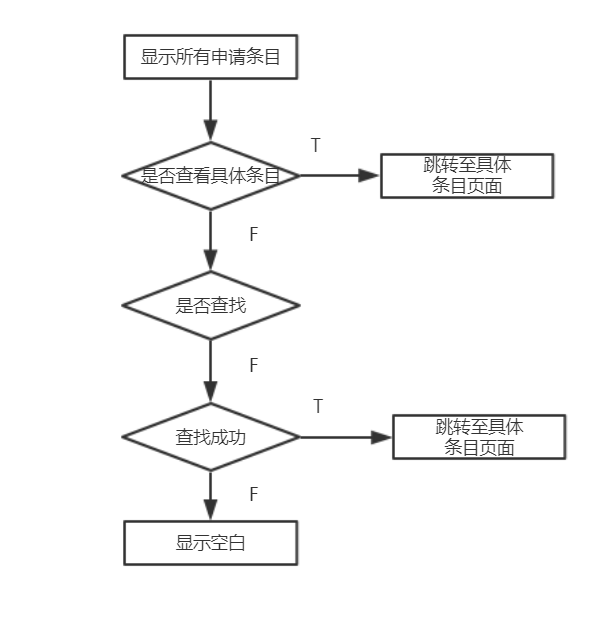 显示所有申请条目
T
是否查看具体条目
跳转至具体
条目页面
F
是否查找
F
T
查找成功
跳转至具体
条目页面
F
显示空白